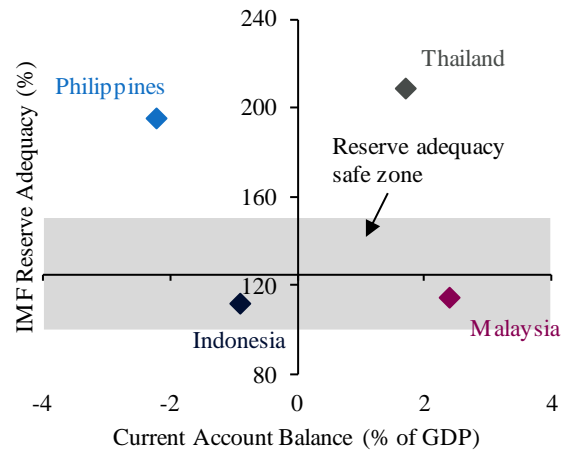 IMF Reserve Adequacy (%)
240
200
160
120
80
Philippines
Thailand
Reserve adequacy
safe zone
Indonesia
Malaysia
-4
-2
0
2
4
Current Account Balance (% of GDP)